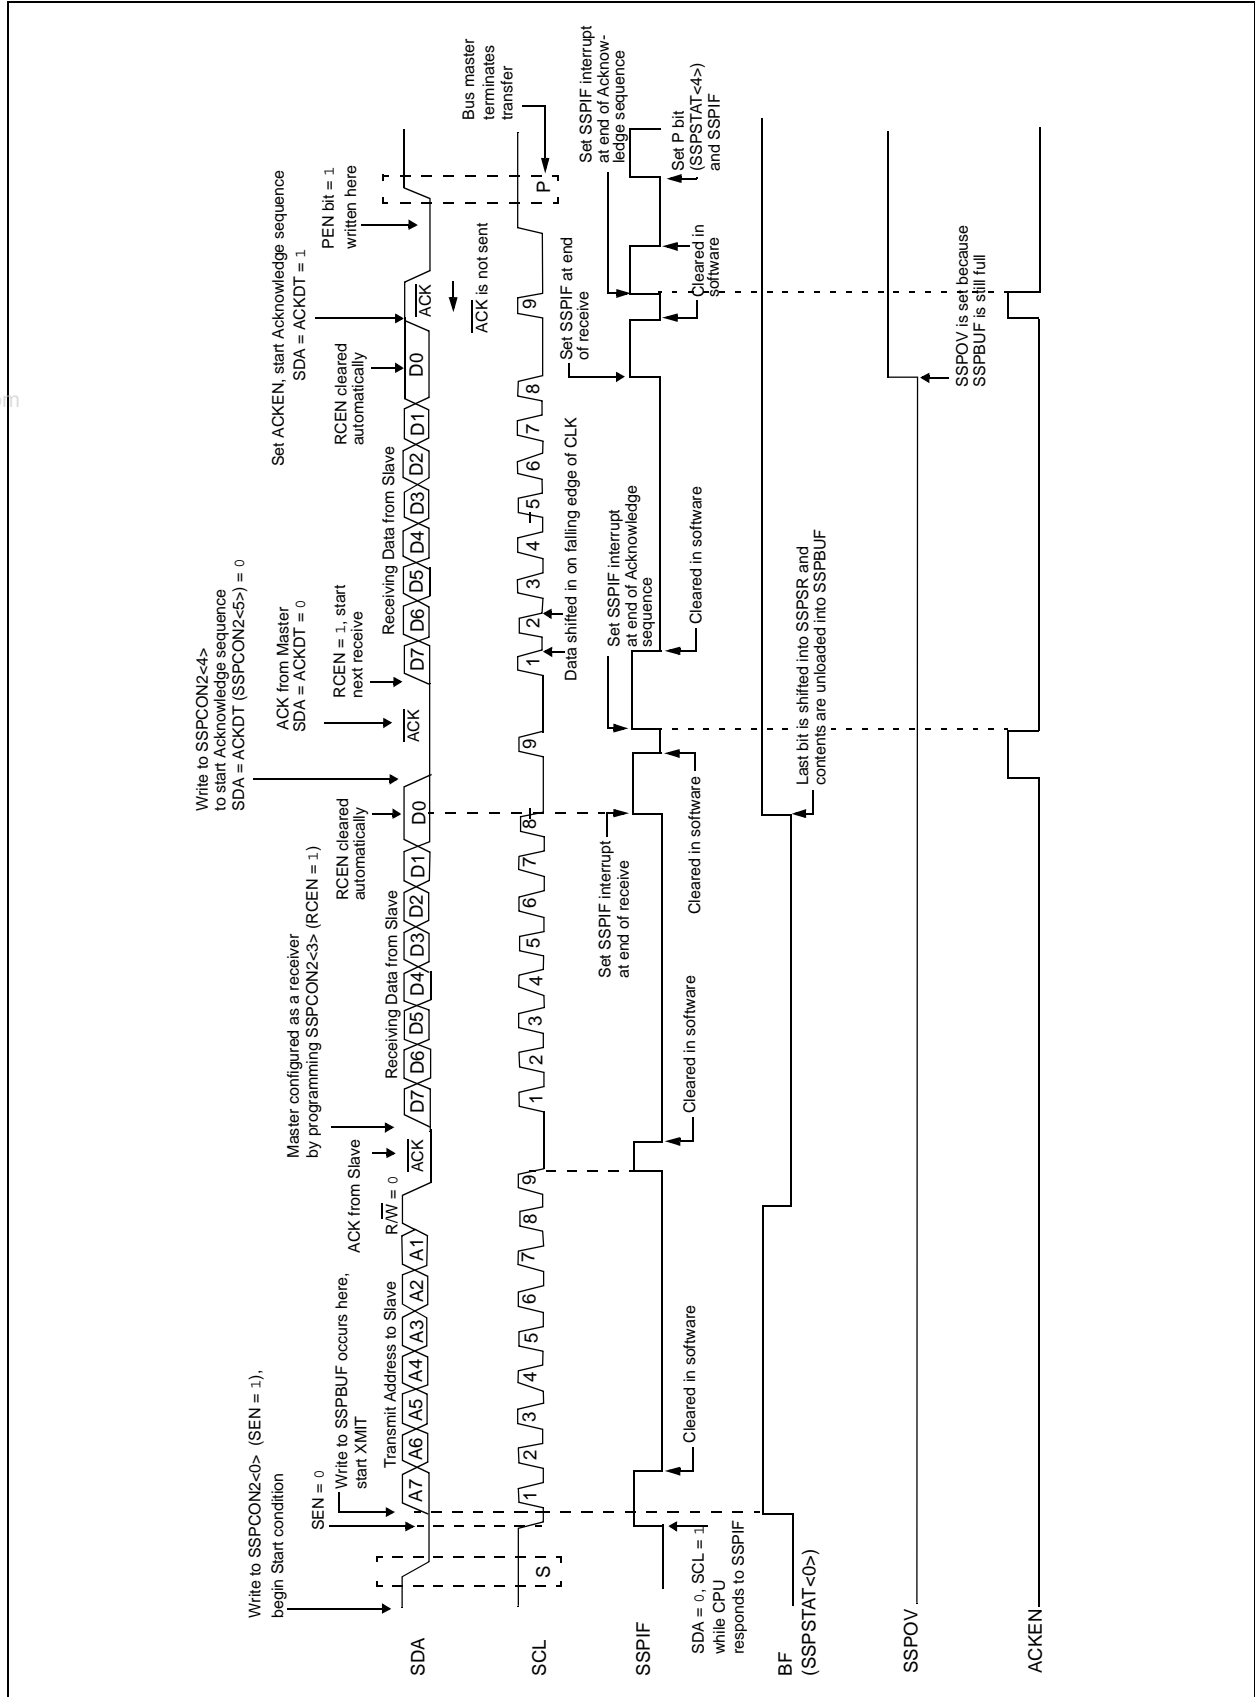 Write to SSPCON2<0> (SEN = 1),
begin Start condition
SEN = 0
Write to SSPBUF occurs here,
start XMIT
Transmit Address to Slave
R/W = 0
ACK from Slave
Master configured as a receiver
by programming SSPCON2<3> (RCEN = 1)
Receiving Data from Slave
RCEN cleared
automatically
Write to SSPCON2<4>
to start Acknowledge sequence
SDA = ACKDT (SSPCON2<5>) = 0
ACK from Master
SDA = ACKDT = 0
RCEN = 1, start
next receive
Receiving Data from Slave
RCEN cleared
automatically
Set ACKEN, start Acknowledge sequence
SDA = ACKDT = 1
PEN bit = 1
written here
SDA
A7 A6 A5 A4 A3 A2 A1 ACK D7 D6 D5 D4 D3 D2 D1 D0 ACK D7 D6 D5 D4 D3 D2 D1 D0 ACK
ACK is not sent
Bus master
terminates
transfer
SCL
S 1 2 3 4 5 6 7 8 9 1 2 3 4 5 6 7 8 9 1 2 3 4 5 6 7 8 9 P
Data shifted in on falling edge of CLK
Set SSPIF interrupt
at end of receive
Set SSPIF interrupt
at end of Acknowledge
sequence
Set SSPIF at end
of receive
Set SSPIF interrupt
at end of Acknow-
ledge sequence
SSPIF
SDA = 0, SCL = 1
while CPU
responds to SSPIF
Cleared in software
Cleared in software
Cleared in software
Cleared in software
Cleared in software
Cleared in
software
Set P bit
(SSPSTAT<4>)
and SSPIF
BF
(SSPSTAT<0>)
Last bit is shifted into SSPSR and
contents are unloaded into SSPBUF
SSPOV
SSPOV is set because
SSPBUF is still full
ACKEN
om